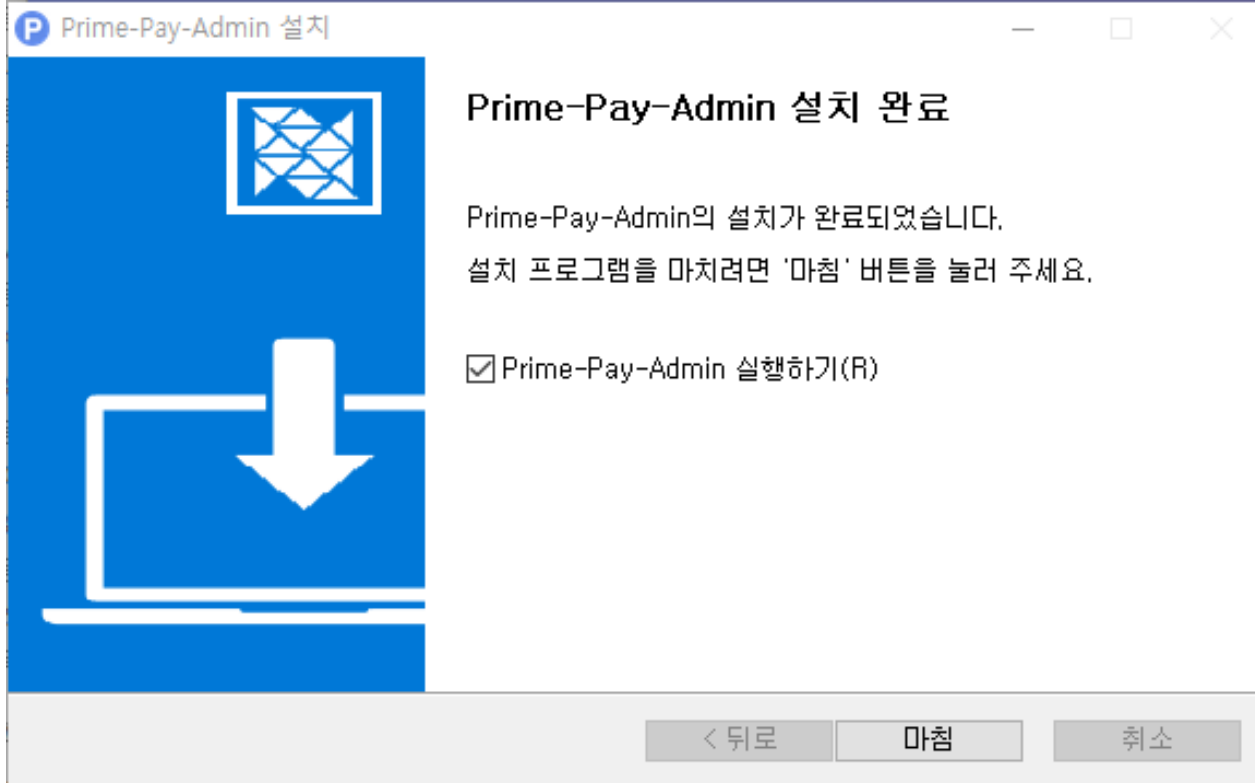 P Prime-Pay-Admin 설치
Prime-Pay-Admin 설치 완료
Prime-Pay-Admin의 설치가 완료되었습니다.
설치 프로그램을 마치려면 '마침' 버튼을 눌러 주세요.
Prime-Pay-Admin 실행하기(R)
< 뒤로 마침 취소